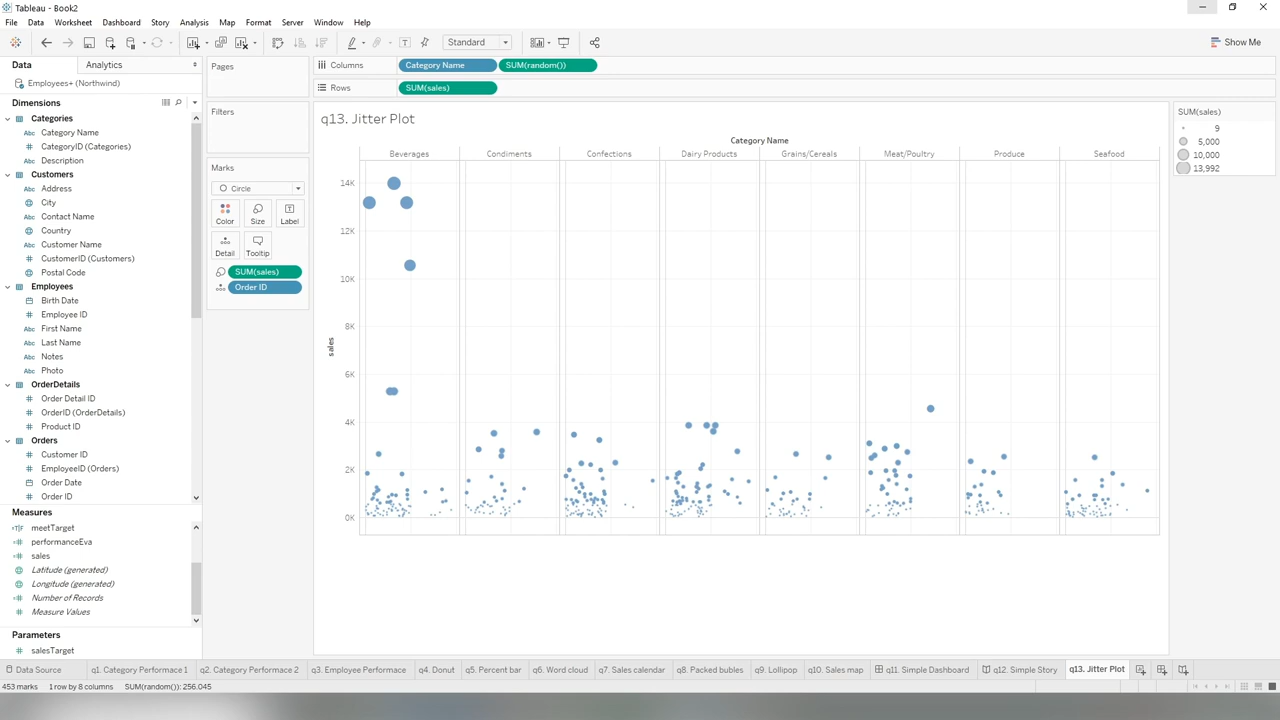 Tableau - Book2
File Data Worksheet Dashboard Story Analysis Map Format Server Window Help
Standard
Show Me
Data Analytics
Employees+ (Northwind)
Dimensions
Categories
Category Name
CategoryID (Categories)
Description
Customers
Address
City
Contact Name
Country
Customer Name
CustomerID (Customers)
Postal Code
Employees
Birth Date
Employee ID
First Name
Last Name
Notes
Photo
OrderDetails
Order Detail ID
OrderID (OrderDetails)
Product ID
Orders
Customer ID
EmployeeID (Orders)
Order Date
Order ID
Measures
meetTarget
performanceEva
sales
Latitude (generated)
Longitude (generated)
Number of Records
Measure Values
Parameters
salesTarget
Pages
Filters
Marks
Circle
Color Size Label
Detail Tooltip
SUM(sales)
Order ID
Columns Category Name SUM(random())
Rows SUM(sales)
q13. Jitter Plot
Category Name
Beverages Condiments Confections Dairy Products Grains/Cereals Meat/Poultry Produce Seafood
14K
12K
10K
8K
6K
4K
2K
0K
sales
SUM(sales)
9
5,000
10,000
13,992
Data Source q1. Category Performace 1 q2. Category Performace 2 q3. Employee Performace q4. Donut q5. Percent bar q6. Word cloud q7. Sales calendar q8. Packed bubles q9. Lollipop q10. Sales map q11. Simple Dashboard q12. Simple Story q13. Jitter Plot
453 marks 1 row by 8 columns SUM(random()): 256.045